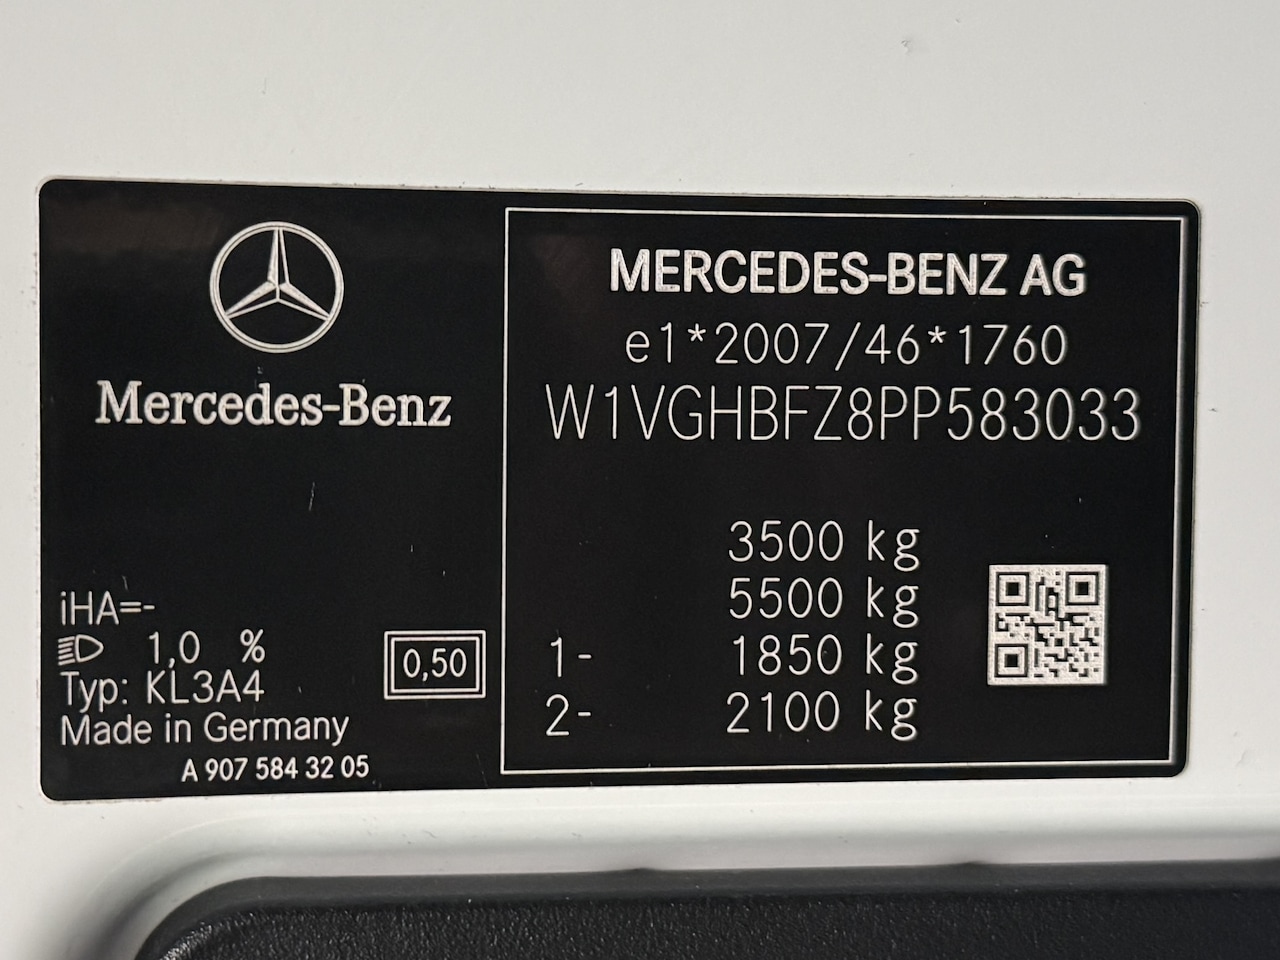 Mercedes-Benz
iHA=-
1,0 %
Typ: KL3A4
Made in Germany
A 907 584 32 05
0,50
MERCEDES-BENZ AG
e1*2007/46*1760
W1VGHBFZ8PP583033
3500 kg
5500 kg
1- 1850 kg
2- 2100 kg